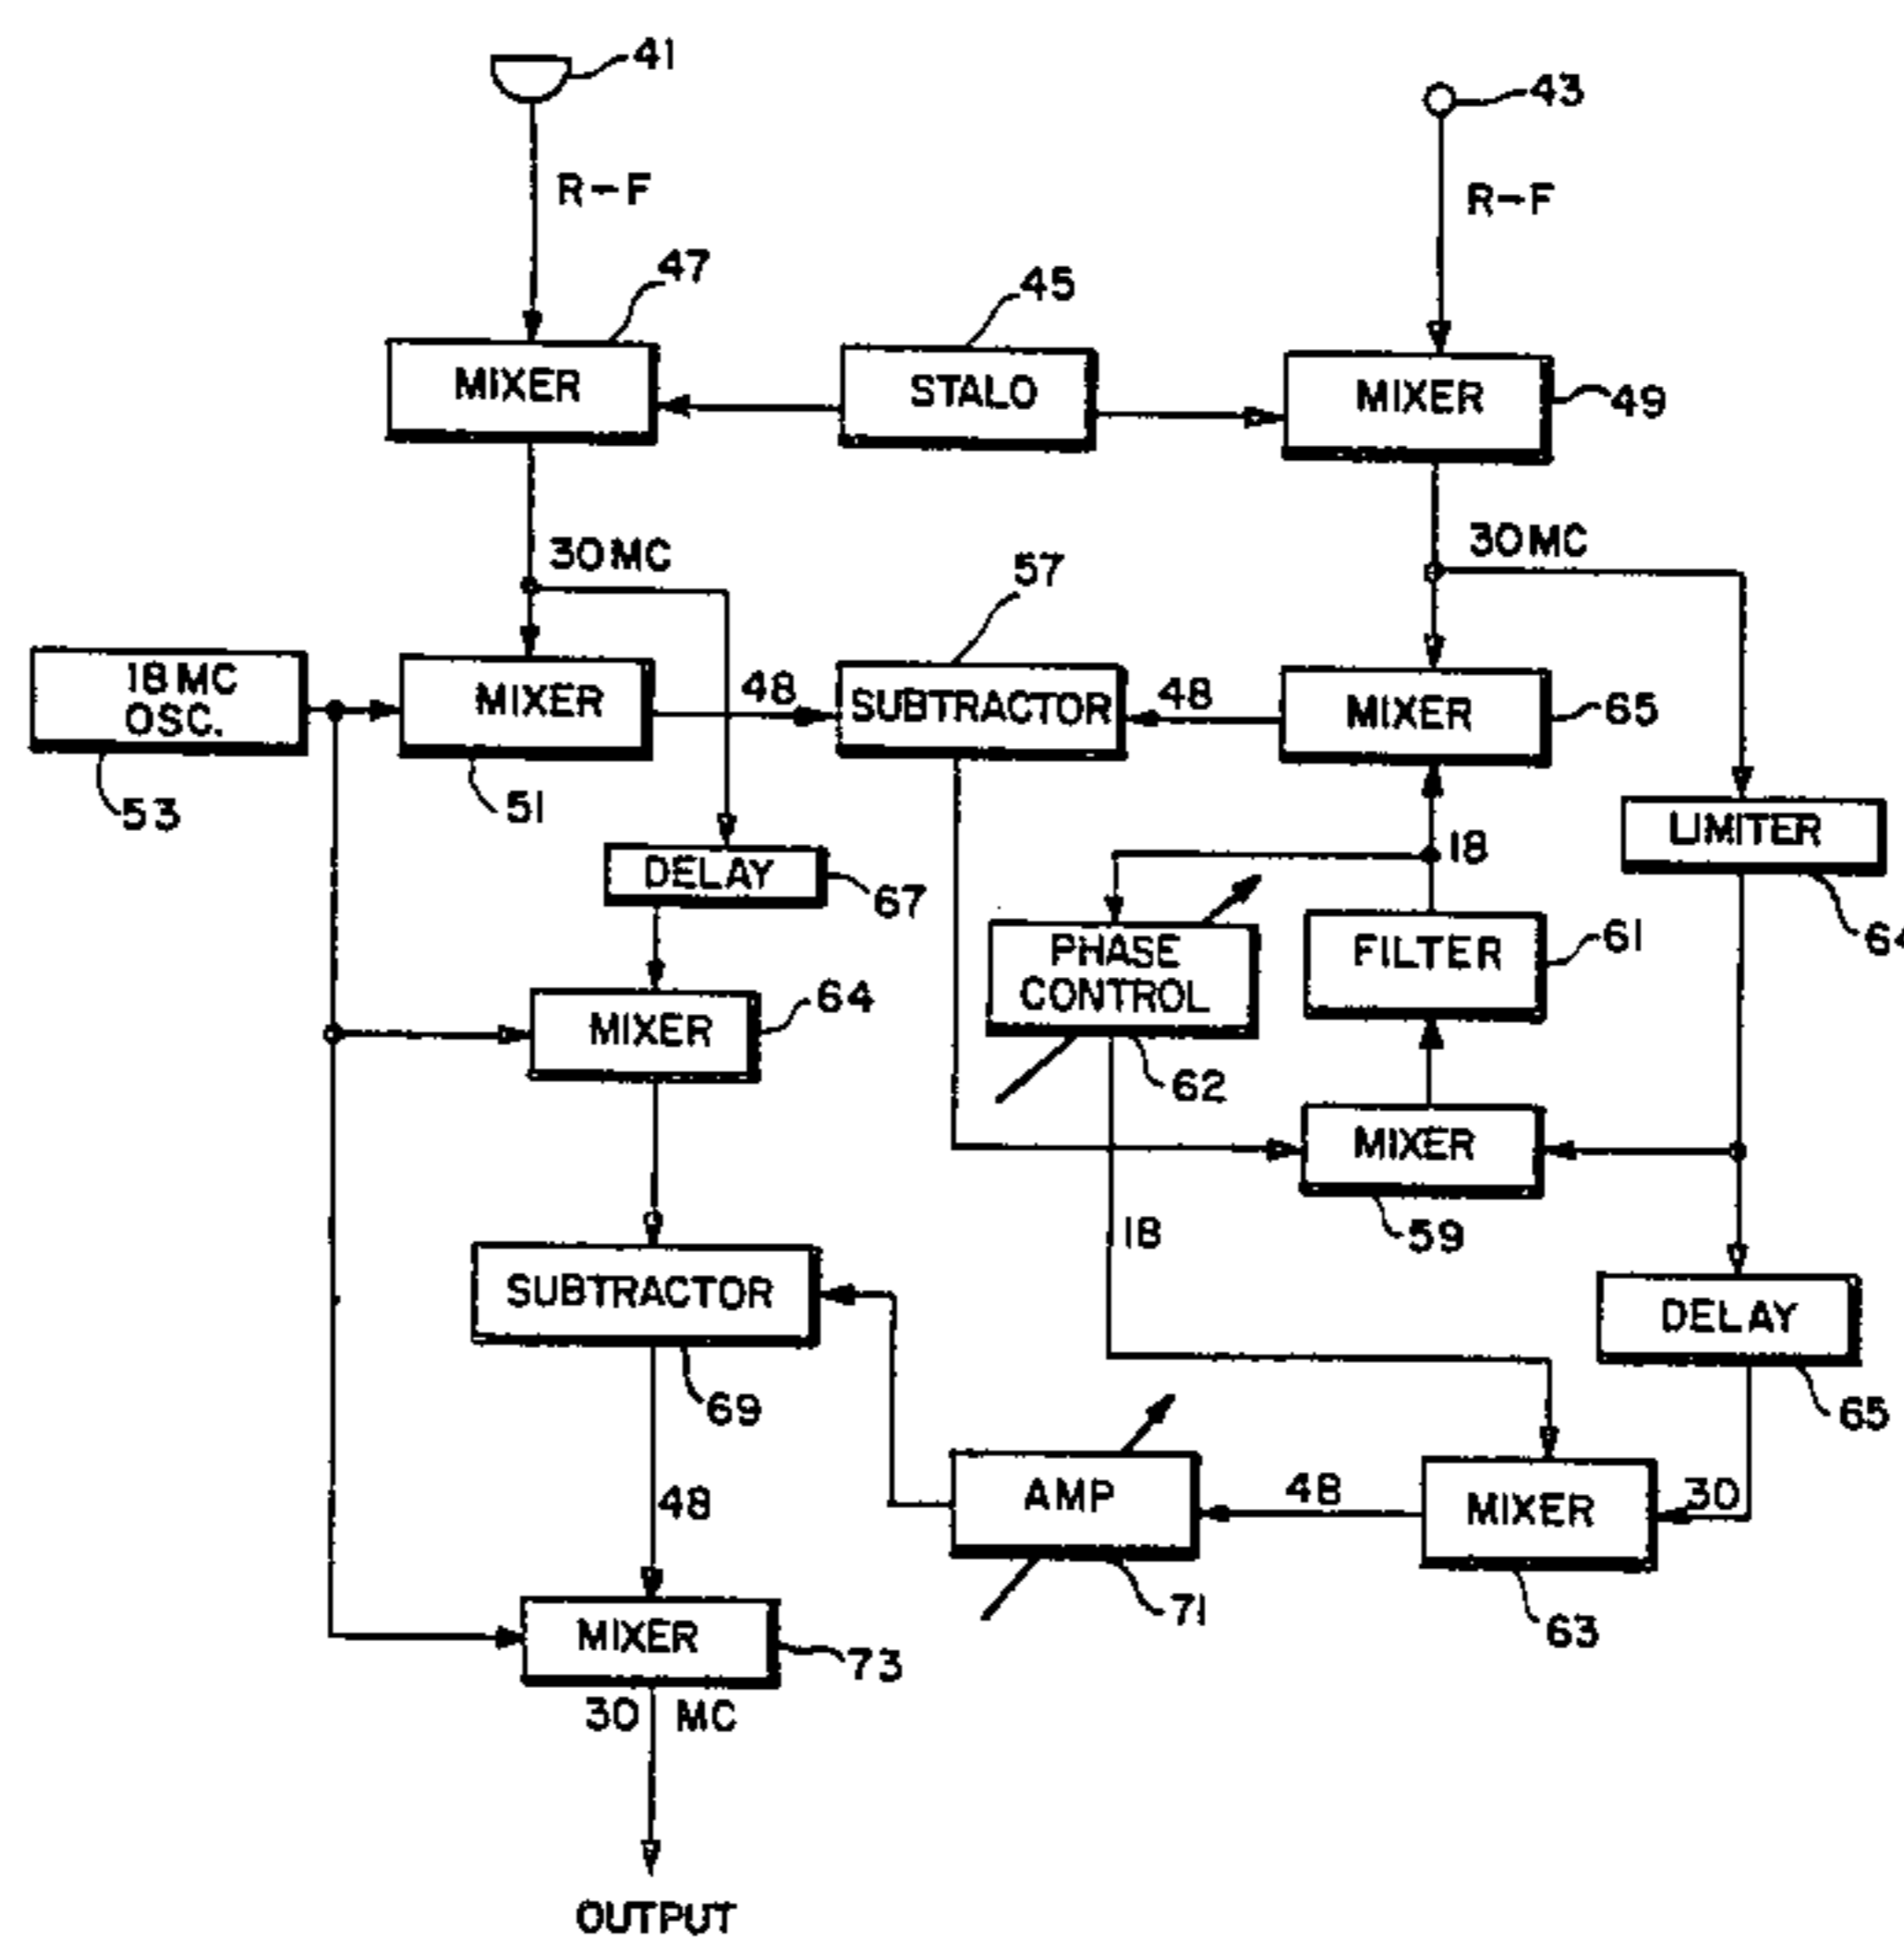 41
43
R-F
R-F
47
45
MIXER
STALO
MIXER
49
30MC
30MC
57
18 MC
OSC.
MIXER
48
SUBTRACTOR
48
MIXER
65
53
51
LIMITER
18
DELAY
67
PHASE
CONTROL
FILTER
61
64
MIXER
64
62
MIXER
59
18
SUBTRACTOR
DELAY
69
65
AMP
48
MIXER
30
48
71
63
MIXER
73
30 MC
OUTPUT